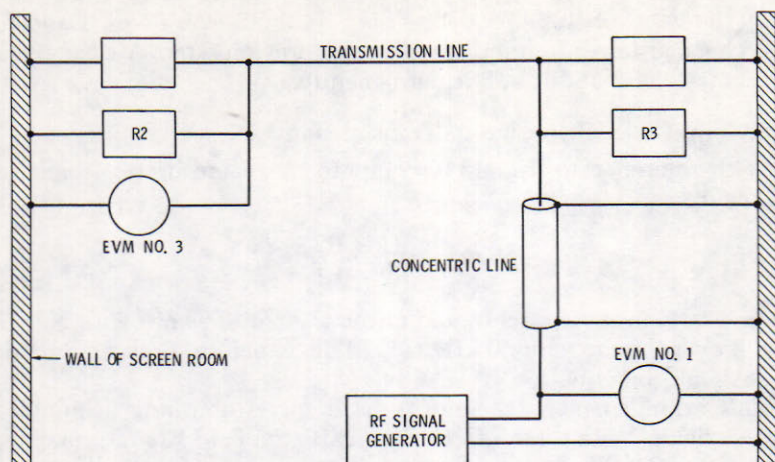 TRANSMISSION LINE
R2
R3
EVM NO. 3
CONCENTRIC LINE
WALL OF SCREEN ROOM
EVM NO. 1
RF SIGNAL
GENERATOR